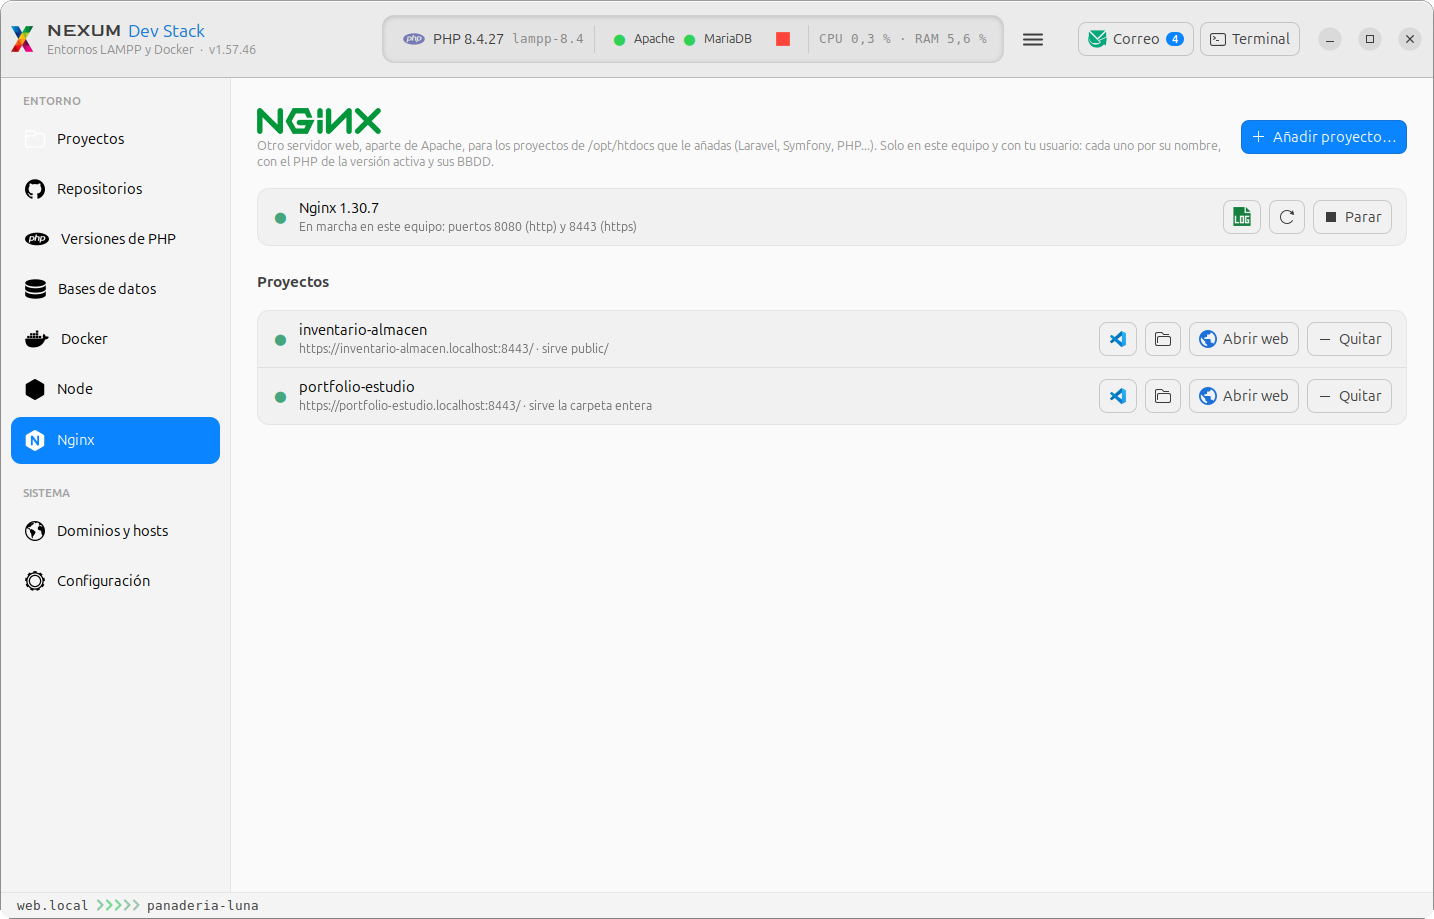 NEXUM Dev Stack
Entornos LAMPP y Docker · v1.57.46
php PHP 8.4.27 lampp-8.4
Apache MariaDB
CPU 0,3 % · RAM 5,6 %
Correo 4
Terminal
ENTORNO
Proyectos
Repositorios
php Versiones de PHP
Bases de datos
Docker
Node
N Nginx
SISTEMA
Dominios y hosts
Configuración
NGINX
Otro servidor web, aparte de Apache, para los proyectos de /opt/htdocs que le añadas (Laravel, Symfony, PHP...). Solo en este equipo y con tu usuario: cada uno por su nombre,
con el PHP de la versión activa y sus BBDD.
+ Añadir proyecto...
Nginx 1.30.7
En marcha en este equipo: puertos 8080 (http) y 8443 (https)
LOG
Parar
Proyectos
inventario-almacen
https://inventario-almacen.localhost:8443/ · sirve public/
Abrir web
— Quitar
portfolio-estudio
https://portfolio-estudio.localhost:8443/ · sirve la carpeta entera
Abrir web
— Quitar
web.local >>>>> panaderia-luna